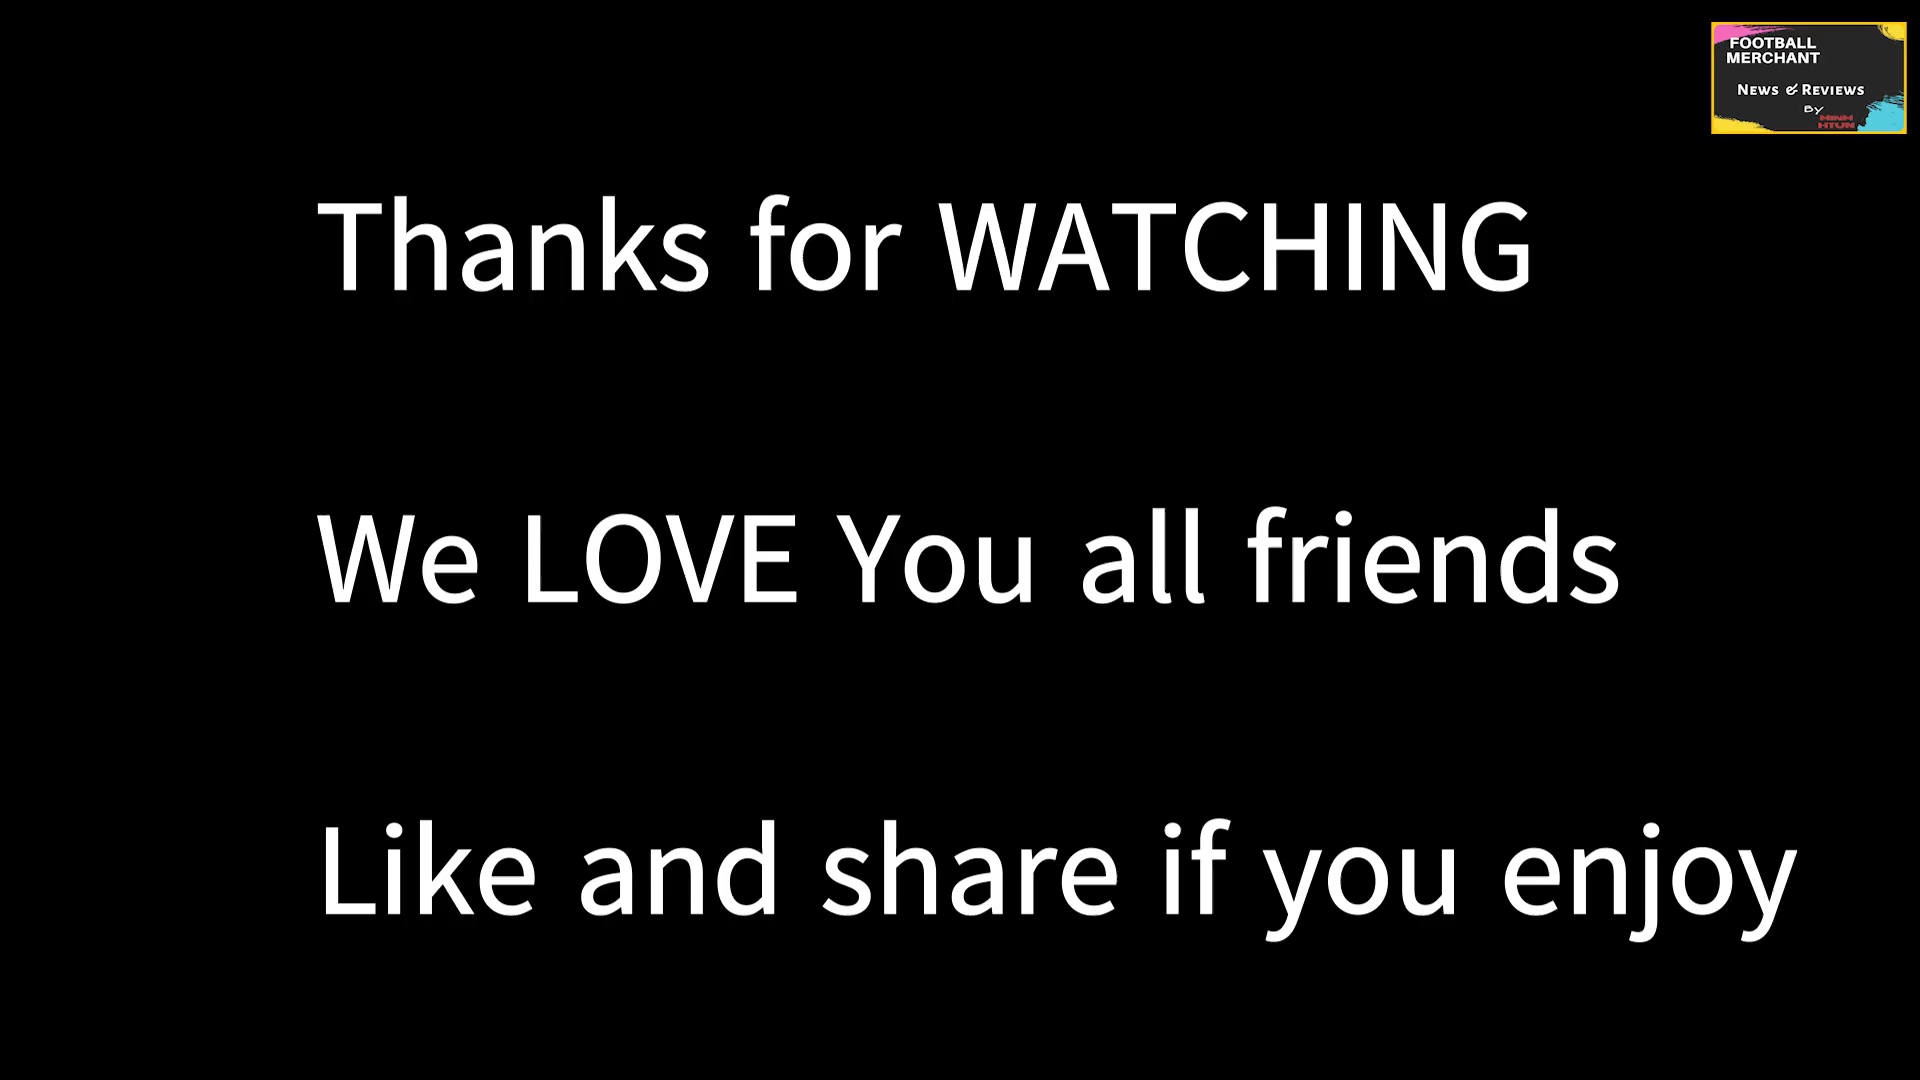 FOOTBALL
MERCHANT
News & Reviews
By
HTUN
Thanks for WATCHING
We LOVE You all friends
Like and share if you enjoy